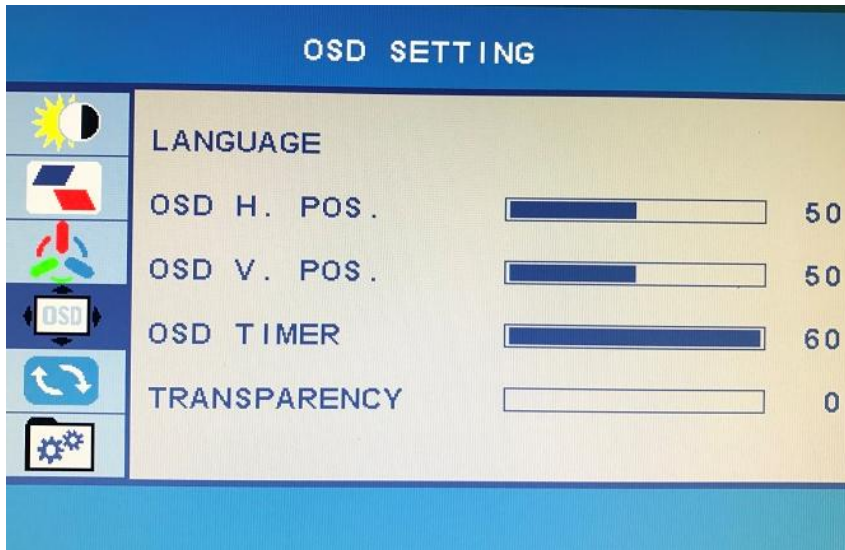 OSD SETTING
LANGUAGE
OSD H. POS. 50
OSD V. POS. 50
OSD
OSD TIMER 60
TRANSPARENCY 0